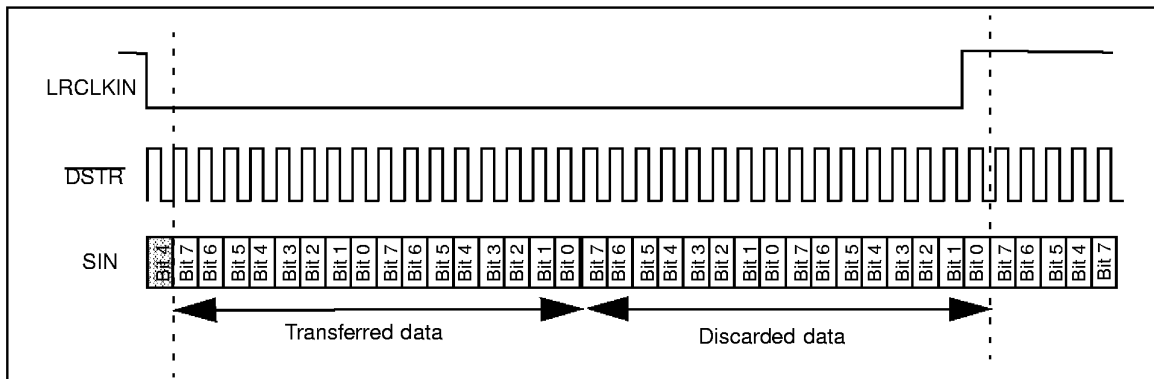 LRCLKIN
D̅S̅T̅R̅
SIN Bit 4 Bit 7 Bit 6 Bit 5 Bit 4 Bit 3 Bit 2 Bit 1 Bit 0 Bit 7 Bit 6 Bit 5 Bit 4 Bit 3 Bit 2 Bit 1 Bit 0 Bit 7 Bit 6 Bit 5 Bit 4 Bit 3 Bit 2 Bit 1 Bit 0 Bit 7 Bit 6 Bit 5 Bit 4 Bit 3 Bit 2 Bit 1 Bit 0 Bit 7 Bit 6 Bit 5 Bit 4 Bit 7
Transferred data Discarded data